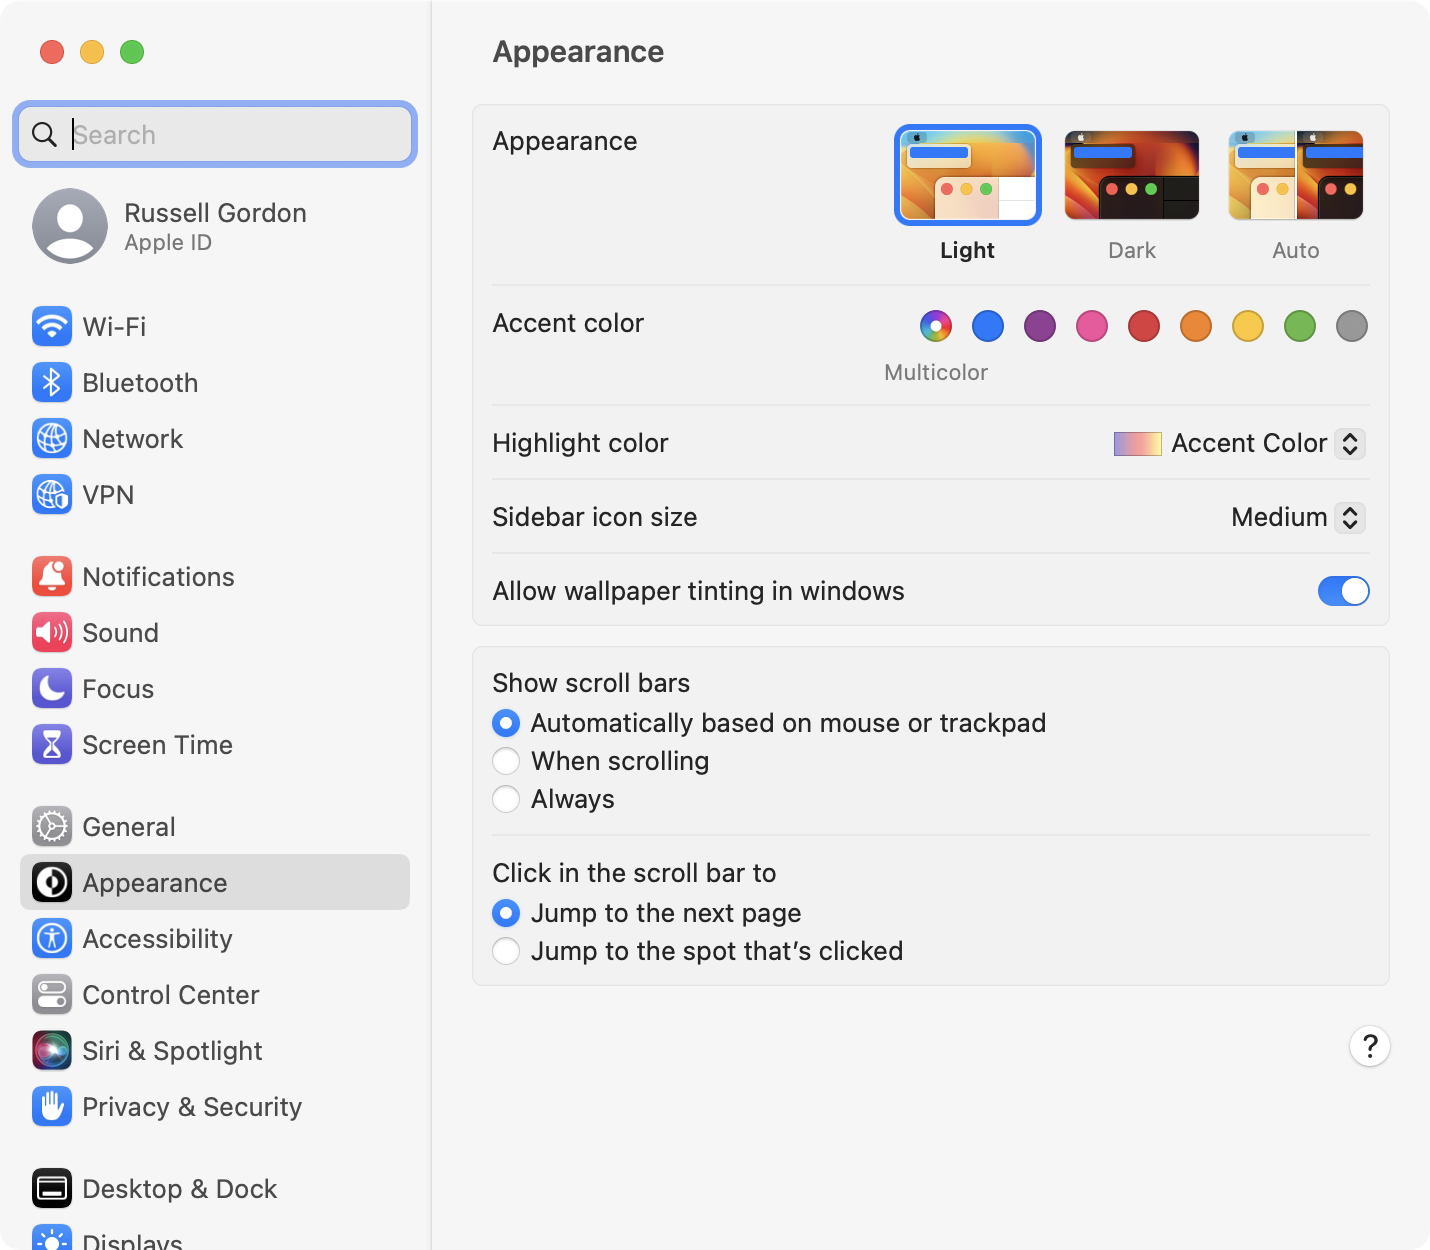 Search
Russell Gordon
Apple ID
Wi-Fi
Bluetooth
Network
VPN
Notifications
Sound
Focus
Screen Time
General
Appearance
Accessibility
Control Center
Siri & Spotlight
Privacy & Security
Desktop & Dock
Displays
Appearance
Appearance
Light
Dark
Auto
Accent color
Multicolor
Highlight color
Accent Color
Sidebar icon size
Medium
Allow wallpaper tinting in windows
Show scroll bars
Automatically based on mouse or trackpad
When scrolling
Always
Click in the scroll bar to
Jump to the next page
Jump to the spot that’s clicked
?